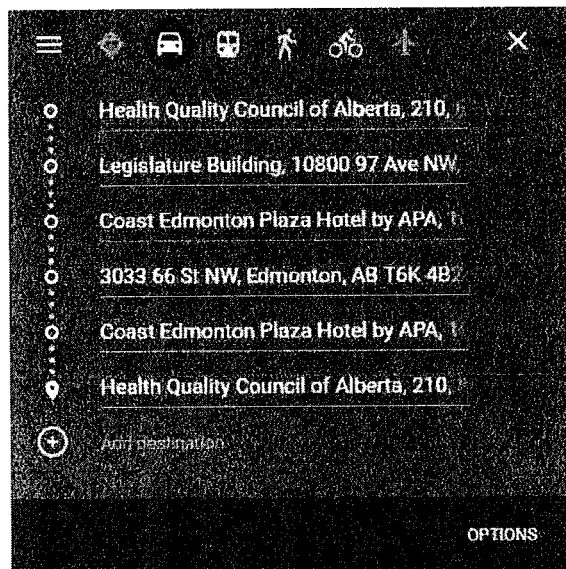 Health Quality Council of Alberta, 210,
Legislature Building, 10800 97 Ave NW,
Coast Edmonton Plaza Hotel by APA,
3033 66 St NW, Edmonton, AB T6K 4B2
Coast Edmonton Plaza Hotel by APA,
Health Quality Council of Alberta, 210,
Add destination
OPTIONS